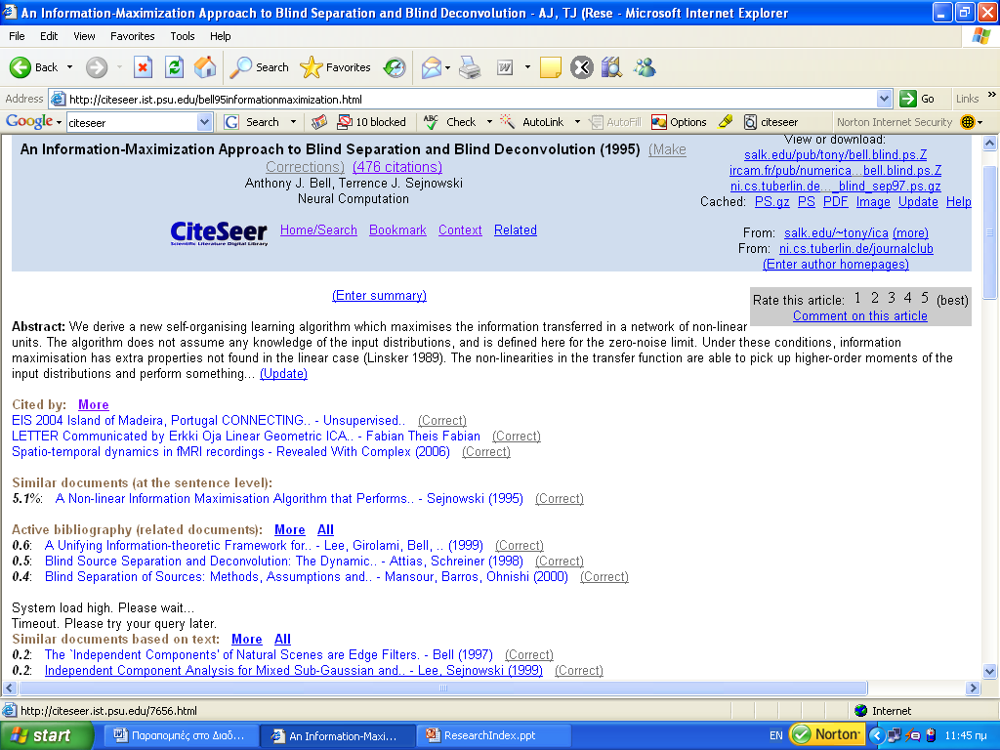 An Information-Maximization Approach to Blind Separation and Blind Deconvolution - AJ, TJ (Rese - Microsoft Internet Explorer
File Edit View Favorites Tools Help
Back Search Favorites
Address http://citeseer.ist.psu.edu/bell95informationmaximization.html Go Links »
Google citeseer G Search 10 blocked ABC Check AutoLink AutoFill Options citeseer Norton Internet Security
An Information-Maximization Approach to Blind Separation and Blind Deconvolution (1995) (Make
Corrections) (476 citations)
Anthony J. Bell, Terrence J. Sejnowski
Neural Computation
CiteSeer
Scientific Literature Digital Library
Home/Search Bookmark Context Related
View or download:
salk.edu/pub/tony/bell.blind.ps.Z
ircam.fr/pub/numerica...bell.blind.ps.Z
ni.cs.tuberlin.de..._blind_sep97.ps.gz
Cached: PS.gz PS PDF Image Update Help
From: salk.edu/~tony/ica (more)
From: ni.cs.tuberlin.de/journalclub
(Enter author homepages)
(Enter summary)
Rate this article: 1 2 3 4 5 (best)
Comment on this article
Abstract: We derive a new self-organising learning algorithm which maximises the information transferred in a network of non-linear
units. The algorithm does not assume any knowledge of the input distributions, and is defined here for the zero-noise limit. Under these conditions, information
maximisation has extra properties not found in the linear case (Linsker 1989). The non-linearities in the transfer function are able to pick up higher-order moments of the
input distributions and perform something... (Update)
Cited by: More
EIS 2004 Island of Madeira, Portugal CONNECTING.. - Unsupervised.. (Correct)
LETTER Communicated by Erkki Oja Linear Geometric ICA.. - Fabian Theis Fabian (Correct)
Spatio-temporal dynamics in fMRI recordings - Revealed With Complex (2006) (Correct)
Similar documents (at the sentence level):
5.1%: A Non-linear Information Maximisation Algorithm that Performs.. - Sejnowski (1995) (Correct)
Active bibliography (related documents): More All
0.6: A Unifying Information-theoretic Framework for.. - Lee, Girolami, Bell, .. (1999) (Correct)
0.5: Blind Source Separation and Deconvolution: The Dynamic.. - Attias, Schreiner (1998) (Correct)
0.4: Blind Separation of Sources: Methods, Assumptions and.. - Mansour, Barros, Ohnishi (2000) (Correct)
System load high. Please wait...
Timeout. Please try your query later.
Similar documents based on text: More All
0.2: The `Independent Components' of Natural Scenes are Edge Filters. - Bell (1997) (Correct)
0.2: Independent Component Analysis for Mixed Sub-Gaussian and.. - Lee, Sejnowski (1999) (Correct)
http://citeseer.ist.psu.edu/7656.html Internet
start Παραπομπές στο Διαδ... An Information-Maxi... ResearchIndex.ppt EN Norton 11:45 πμ